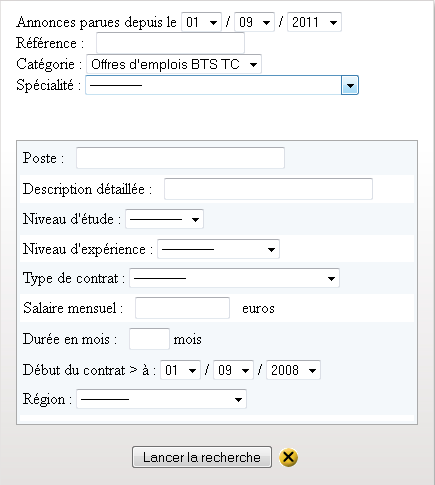 Annonces parues depuis le 01 / 09 / 2011
Référence :
Catégorie : Offres d'emplois BTS TC
Spécialité :
Poste :
Description détaillée :
Niveau d'étude :
Niveau d'expérience :
Type de contrat :
Salaire mensuel : euros
Durée en mois : mois
Début du contrat > à : 01 / 09 / 2008
Région :
Lancer la recherche